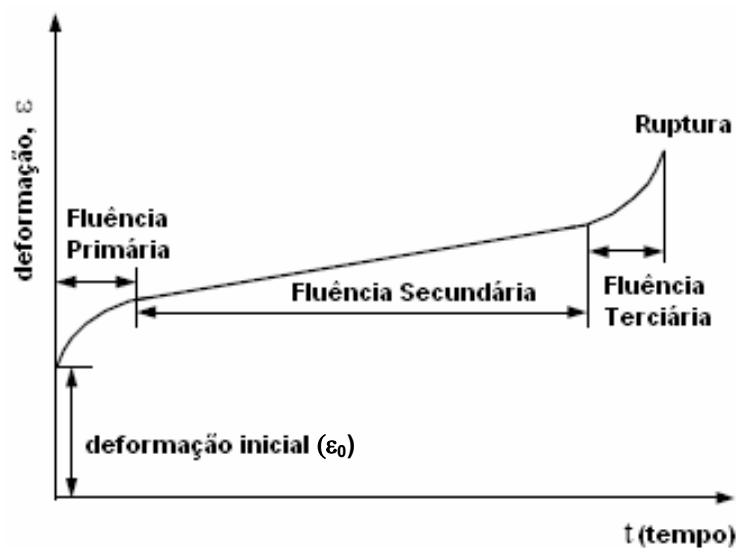 deformação, ε
Ruptura
Fluência
Primária
Fluência Secundária
Fluência
Terciária
deformação inicial (ε₀)
t (tempo)